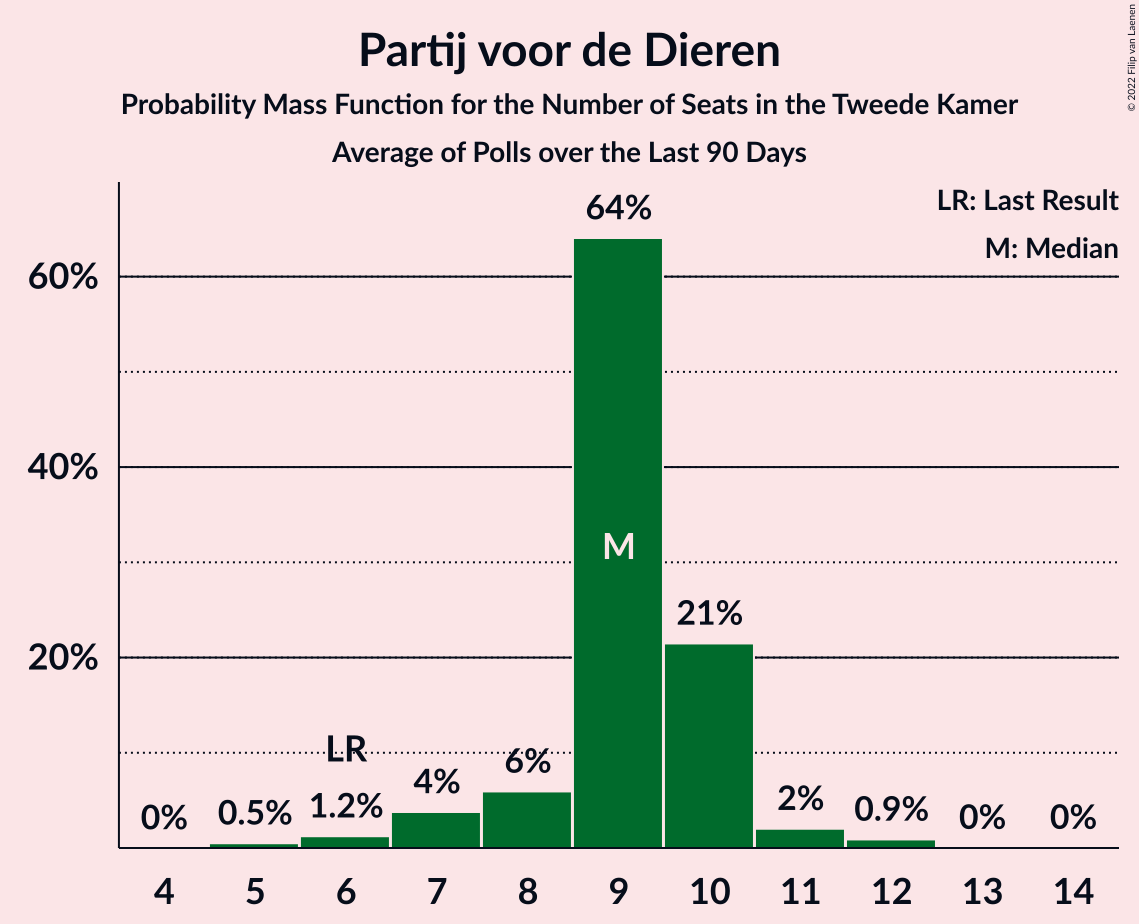 Partij voor de Dieren
Probability Mass Function for the Number of Seats in the Tweede Kamer
Average of Polls over the Last 90 Days
© 2022 Filip van Laenen
LR: Last Result
M: Median
60%
40%
20%
0%
0.5%
LR
1.2%
4%
6%
64%
M
21%
2%
0.9%
0%
0%
4 5 6 7 8 9 10 11 12 13 14